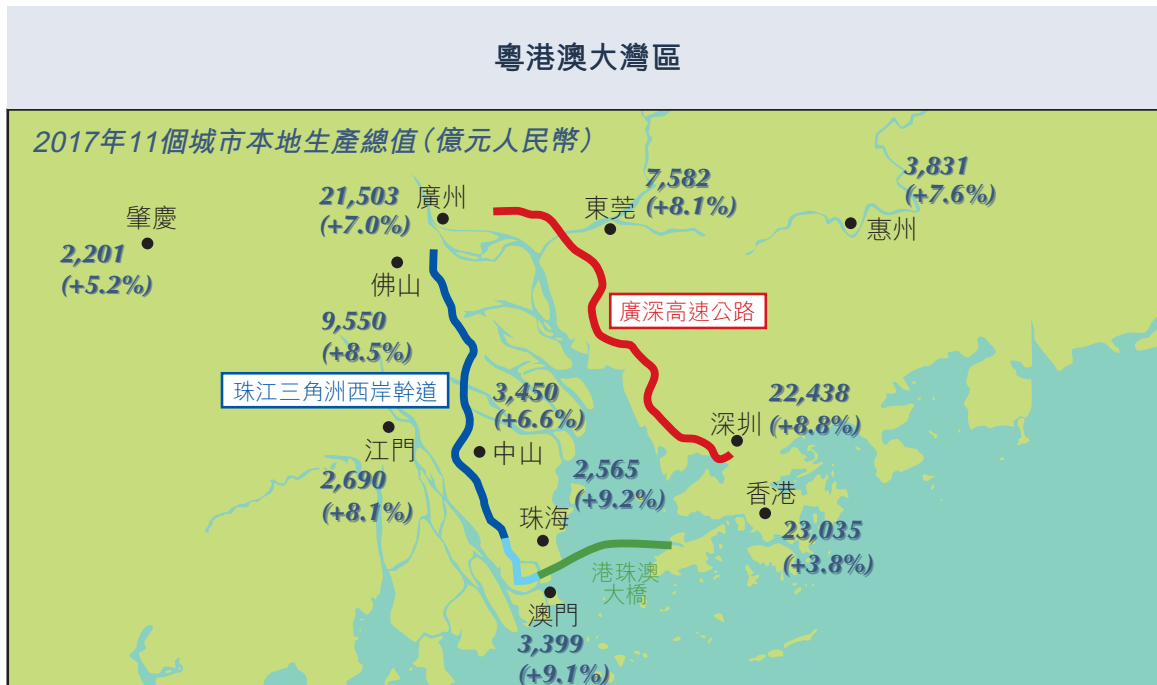 粵港澳大灣區
2017年11個城市本地生產總值（億元人民幣）
肇慶
2,201
(+5.2%)
21,503
(+7.0%)
廣州
佛山
9,550
(+8.5%)
7,582
(+8.1%)
東莞
3,831
(+7.6%)
惠州
廣深高速公路
珠江三角洲西岸幹道
3,450
(+6.6%)
中山
江門
2,690
(+8.1%)
2,565
(+9.2%)
珠海
深圳
22,438
(+8.8%)
香港
23,035
(+3.8%)
港珠澳
大橋
澳門
3,399
(+9.1%)